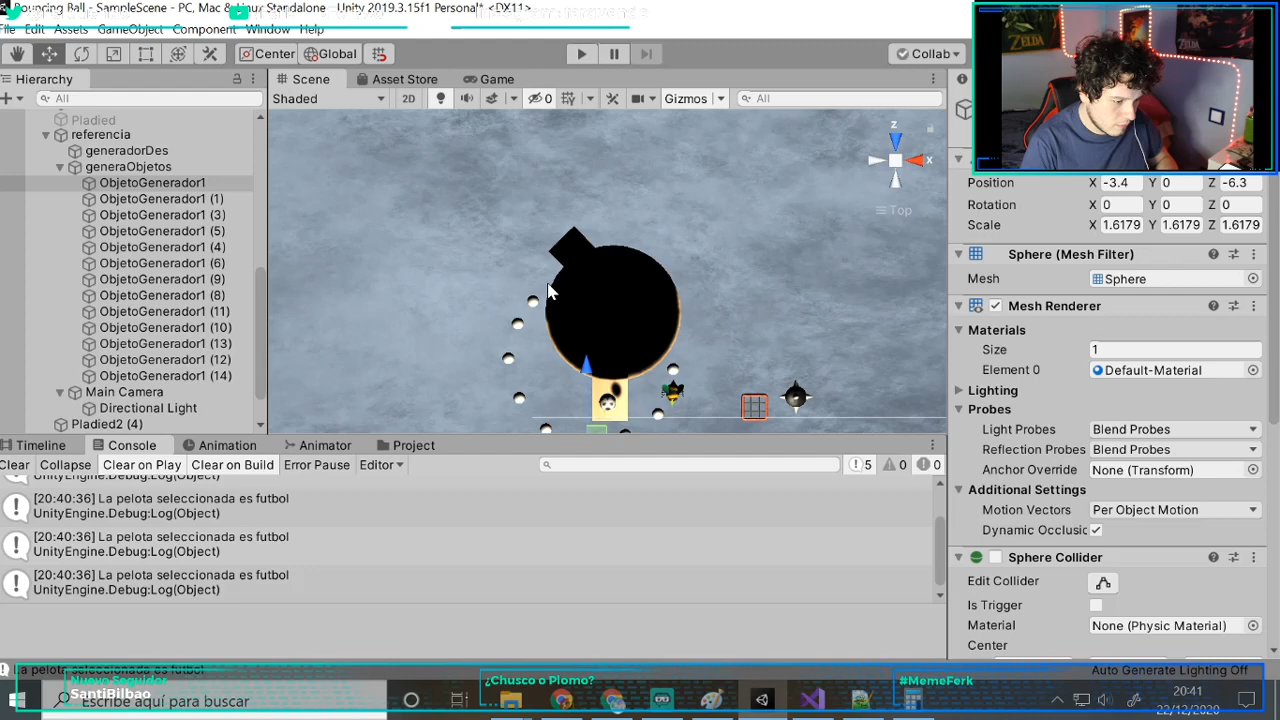 Bouncing Ball - SampleScene - PC, Mac & Linux Standalone - Unity 2019.3.15f1 Personal* <DX11>
File Edit Assets GameObject Component Window Help
Center Global Collab
Hierarchy Scene Asset Store Game
All Shaded 2D 0 Gizmos All
Pladied
referencia
generadorDes
generaObjetos
ObjetoGenerador1
ObjetoGenerador1 (1)
ObjetoGenerador1 (3)
ObjetoGenerador1 (5)
ObjetoGenerador1 (4)
ObjetoGenerador1 (6)
ObjetoGenerador1 (9)
ObjetoGenerador1 (8)
ObjetoGenerador1 (11)
ObjetoGenerador1 (10)
ObjetoGenerador1 (13)
ObjetoGenerador1 (12)
ObjetoGenerador1 (14)
Main Camera
Directional Light
Pladied2 (4)
z
x
Top
ZELDA
ZELDA
Position X -3.4 Y 0 Z -6.3
Rotation X 0 Y 0 Z 0
Scale X 1.6179 Y 1.6179 Z 1.6179
Sphere (Mesh Filter)
Mesh Sphere
Mesh Renderer
Materials
Size 1
Element 0 Default-Material
Lighting
Probes
Light Probes Blend Probes
Reflection Probes Blend Probes
Anchor Override None (Transform)
Additional Settings
Motion Vectors Per Object Motion
Dynamic Occlusic
Sphere Collider
Edit Collider
Is Trigger
Material None (Physic Material)
Center
Timeline Console Animation Animator Project
Clear Collapse Clear on Play Clear on Build Error Pause Editor 5 0 0
UnityEngine.Debug:Log(Object)
[20:40:36] La pelota seleccionada es futbol
UnityEngine.Debug:Log(Object)
[20:40:36] La pelota seleccionada es futbol
UnityEngine.Debug:Log(Object)
[20:40:36] La pelota seleccionada es futbol
UnityEngine.Debug:Log(Object)
La pelota seleccionada es futbol
Auto Generate Lighting Off
Nuevo Seguidor
SantiBilbao
¿Chusco o Plomo?
#MemeFerk
Escribe aquí para buscar
20:41
22/12/2020